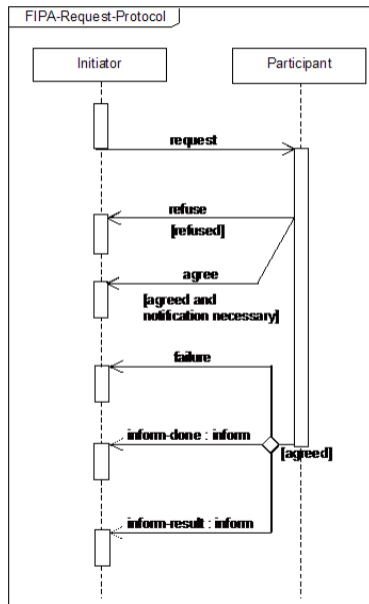 FIPA-Request-Protocol
Initiator
Participant
request
refuse
[refused]
agree
[agreed and
notification necessary]
failure
inform-done : inform
[agreed]
inform-result : inform